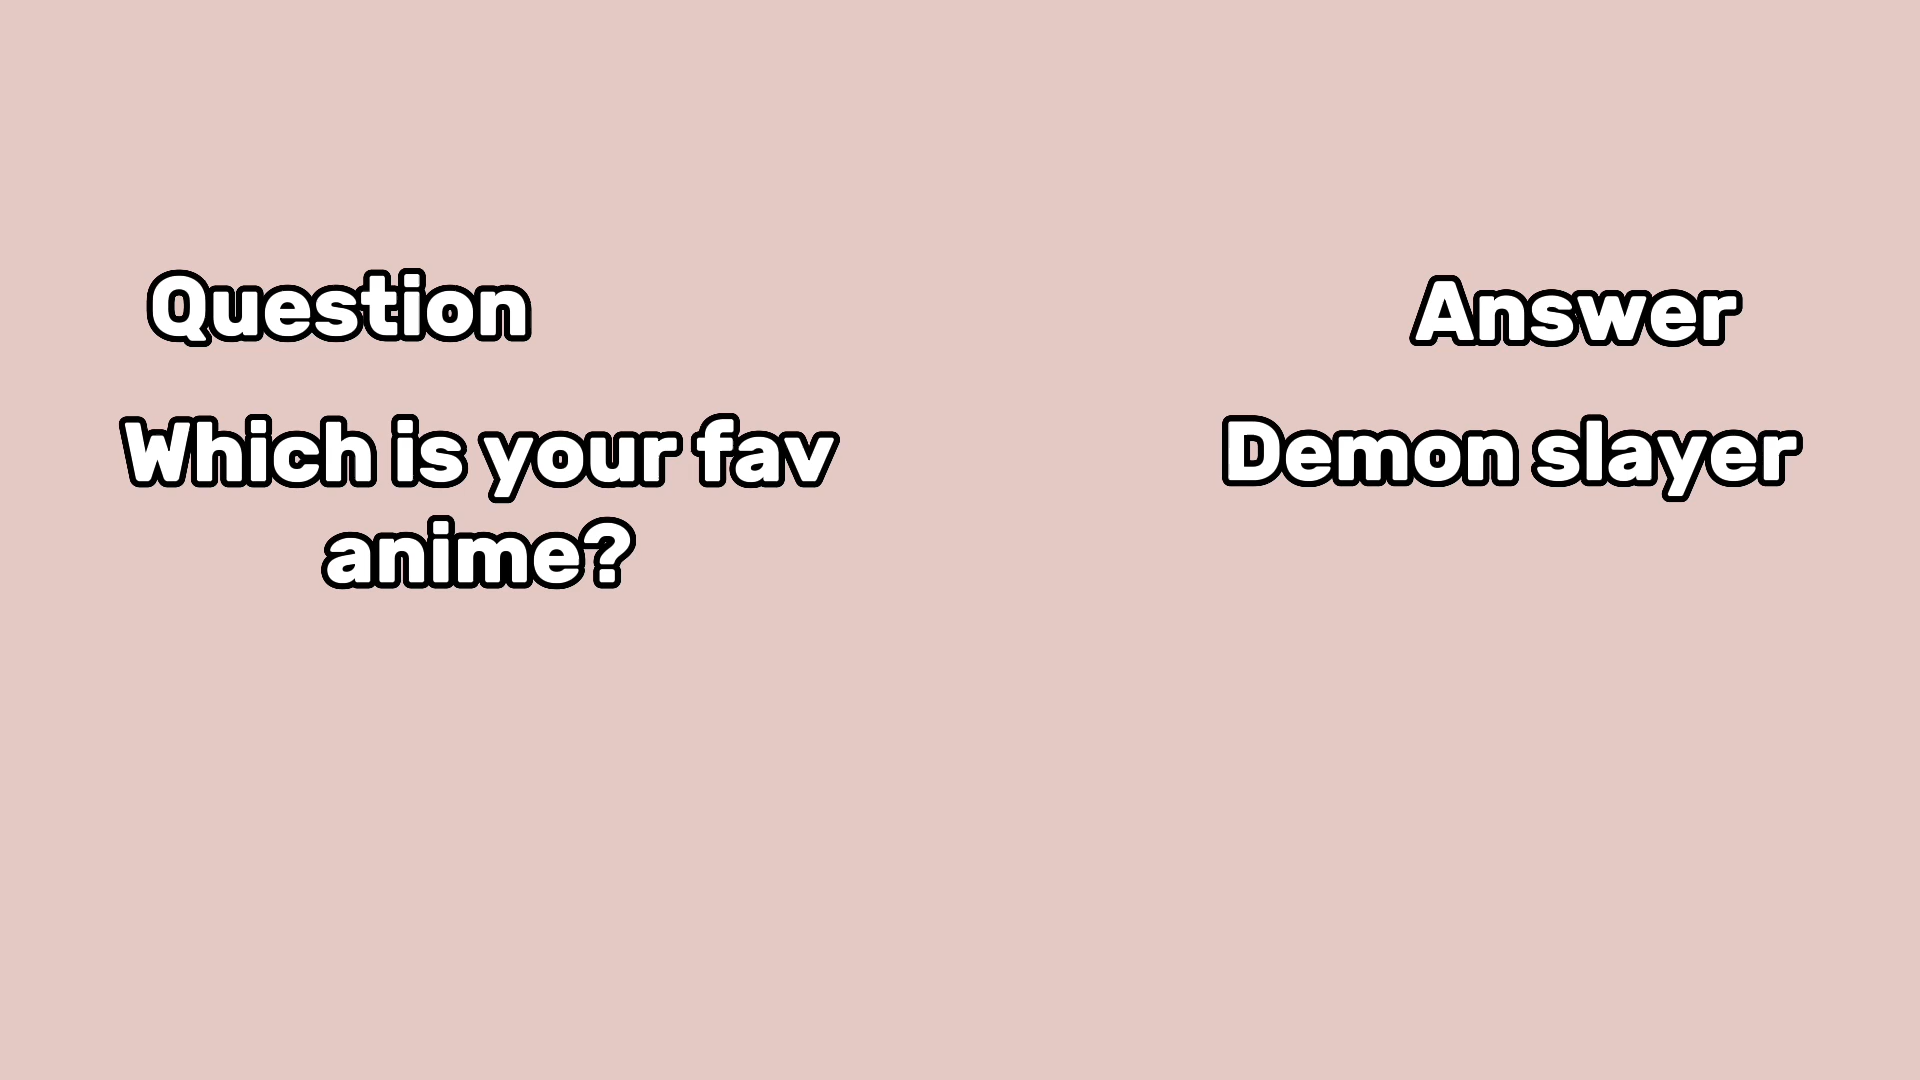 Question
Which is your fav
anime?
Answer
Demon slayer